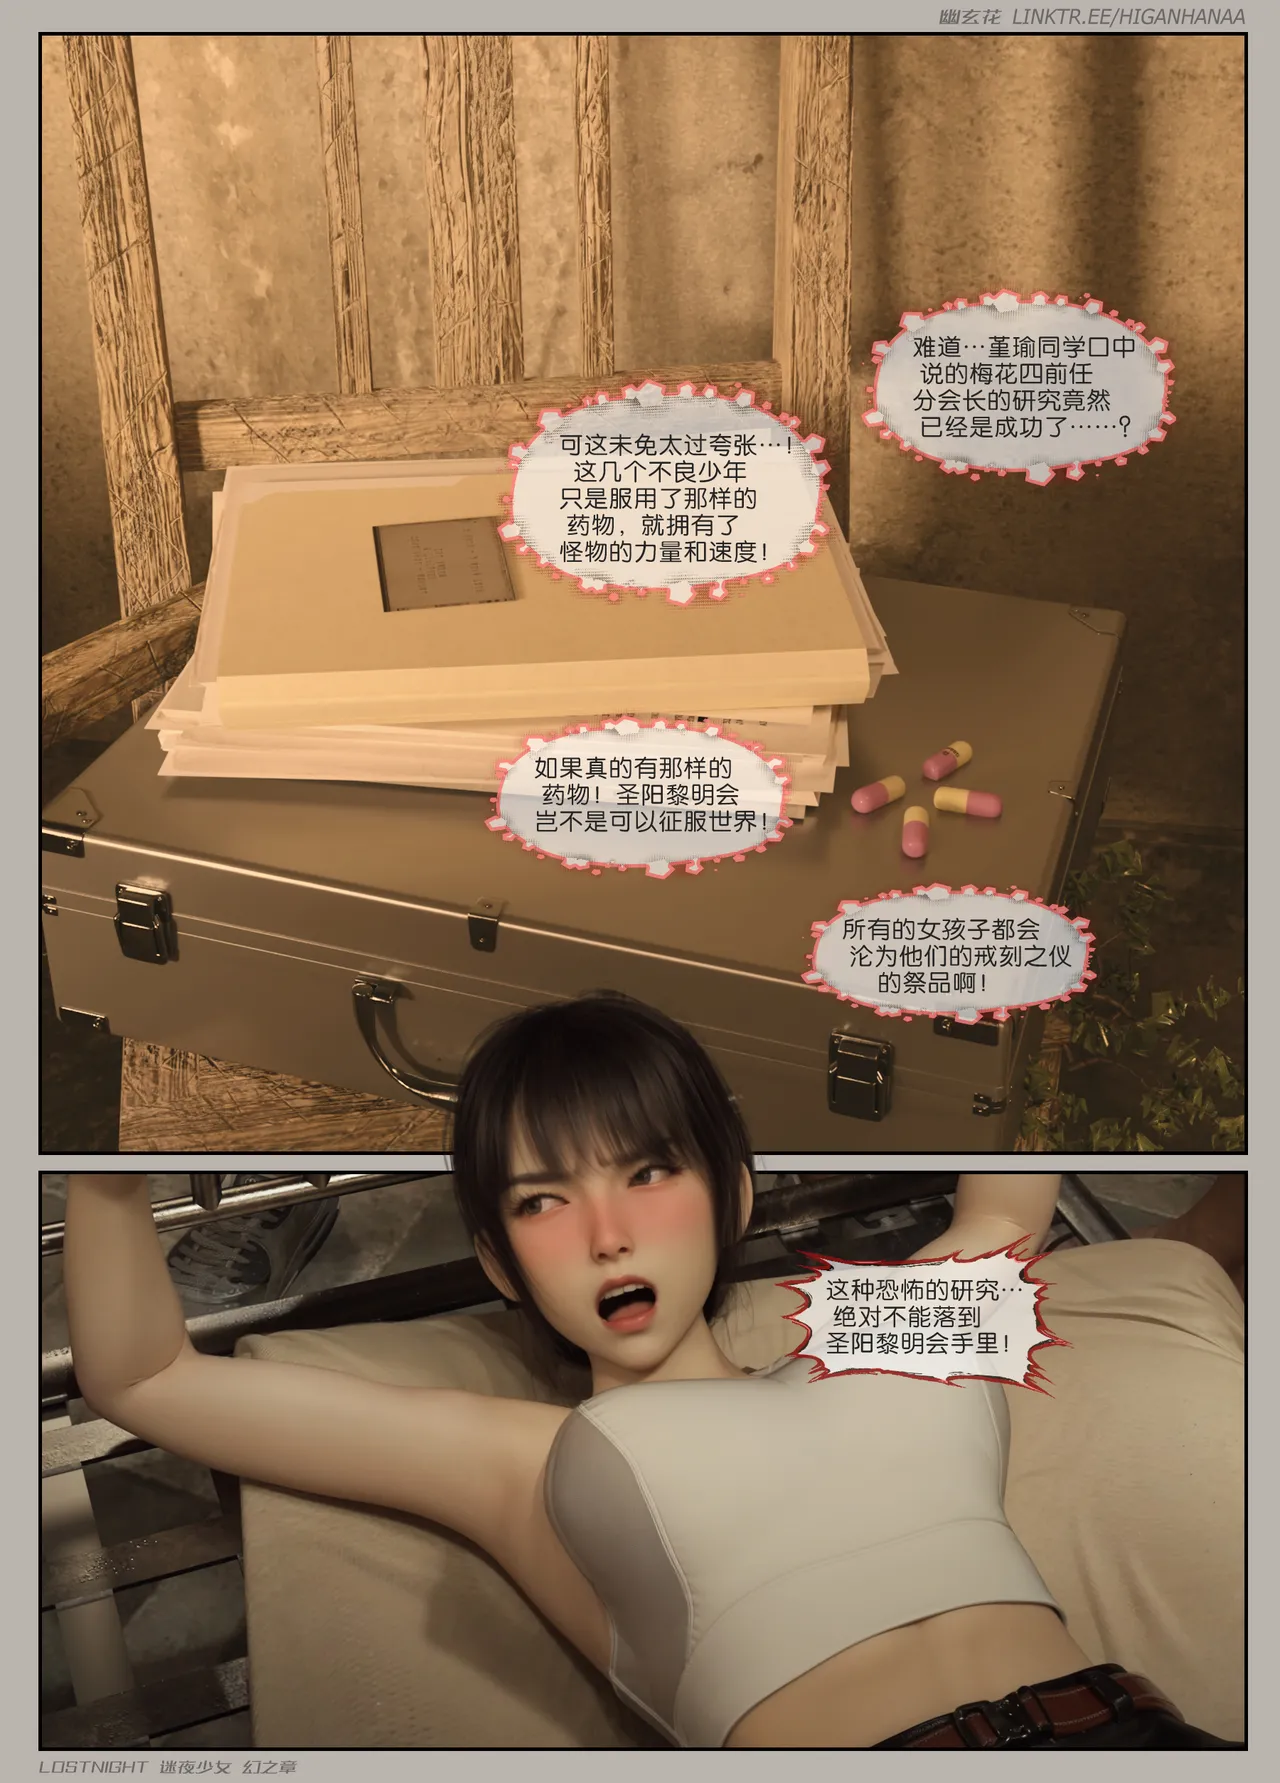 幽玄花 LINKTR.EE/HIGANHANAA
难道…堇瑜同学口中
说的梅花四前任
分会长的研究竟然
已经是成功了……?
可这未免太过夸张…!
这几个不良少年
只是服用了那样的
药物，就拥有了
怪物的力量和速度!
如果真的有那样的
药物! 圣阳黎明会
岂不是可以征服世界!
所有的女孩子都会
沦为他们的戒刻之仪
的祭品啊!
这种恐怖的研究…
绝对不能落到
圣阳黎明会手里!
LOSTNIGHT 迷夜少女 幻之章